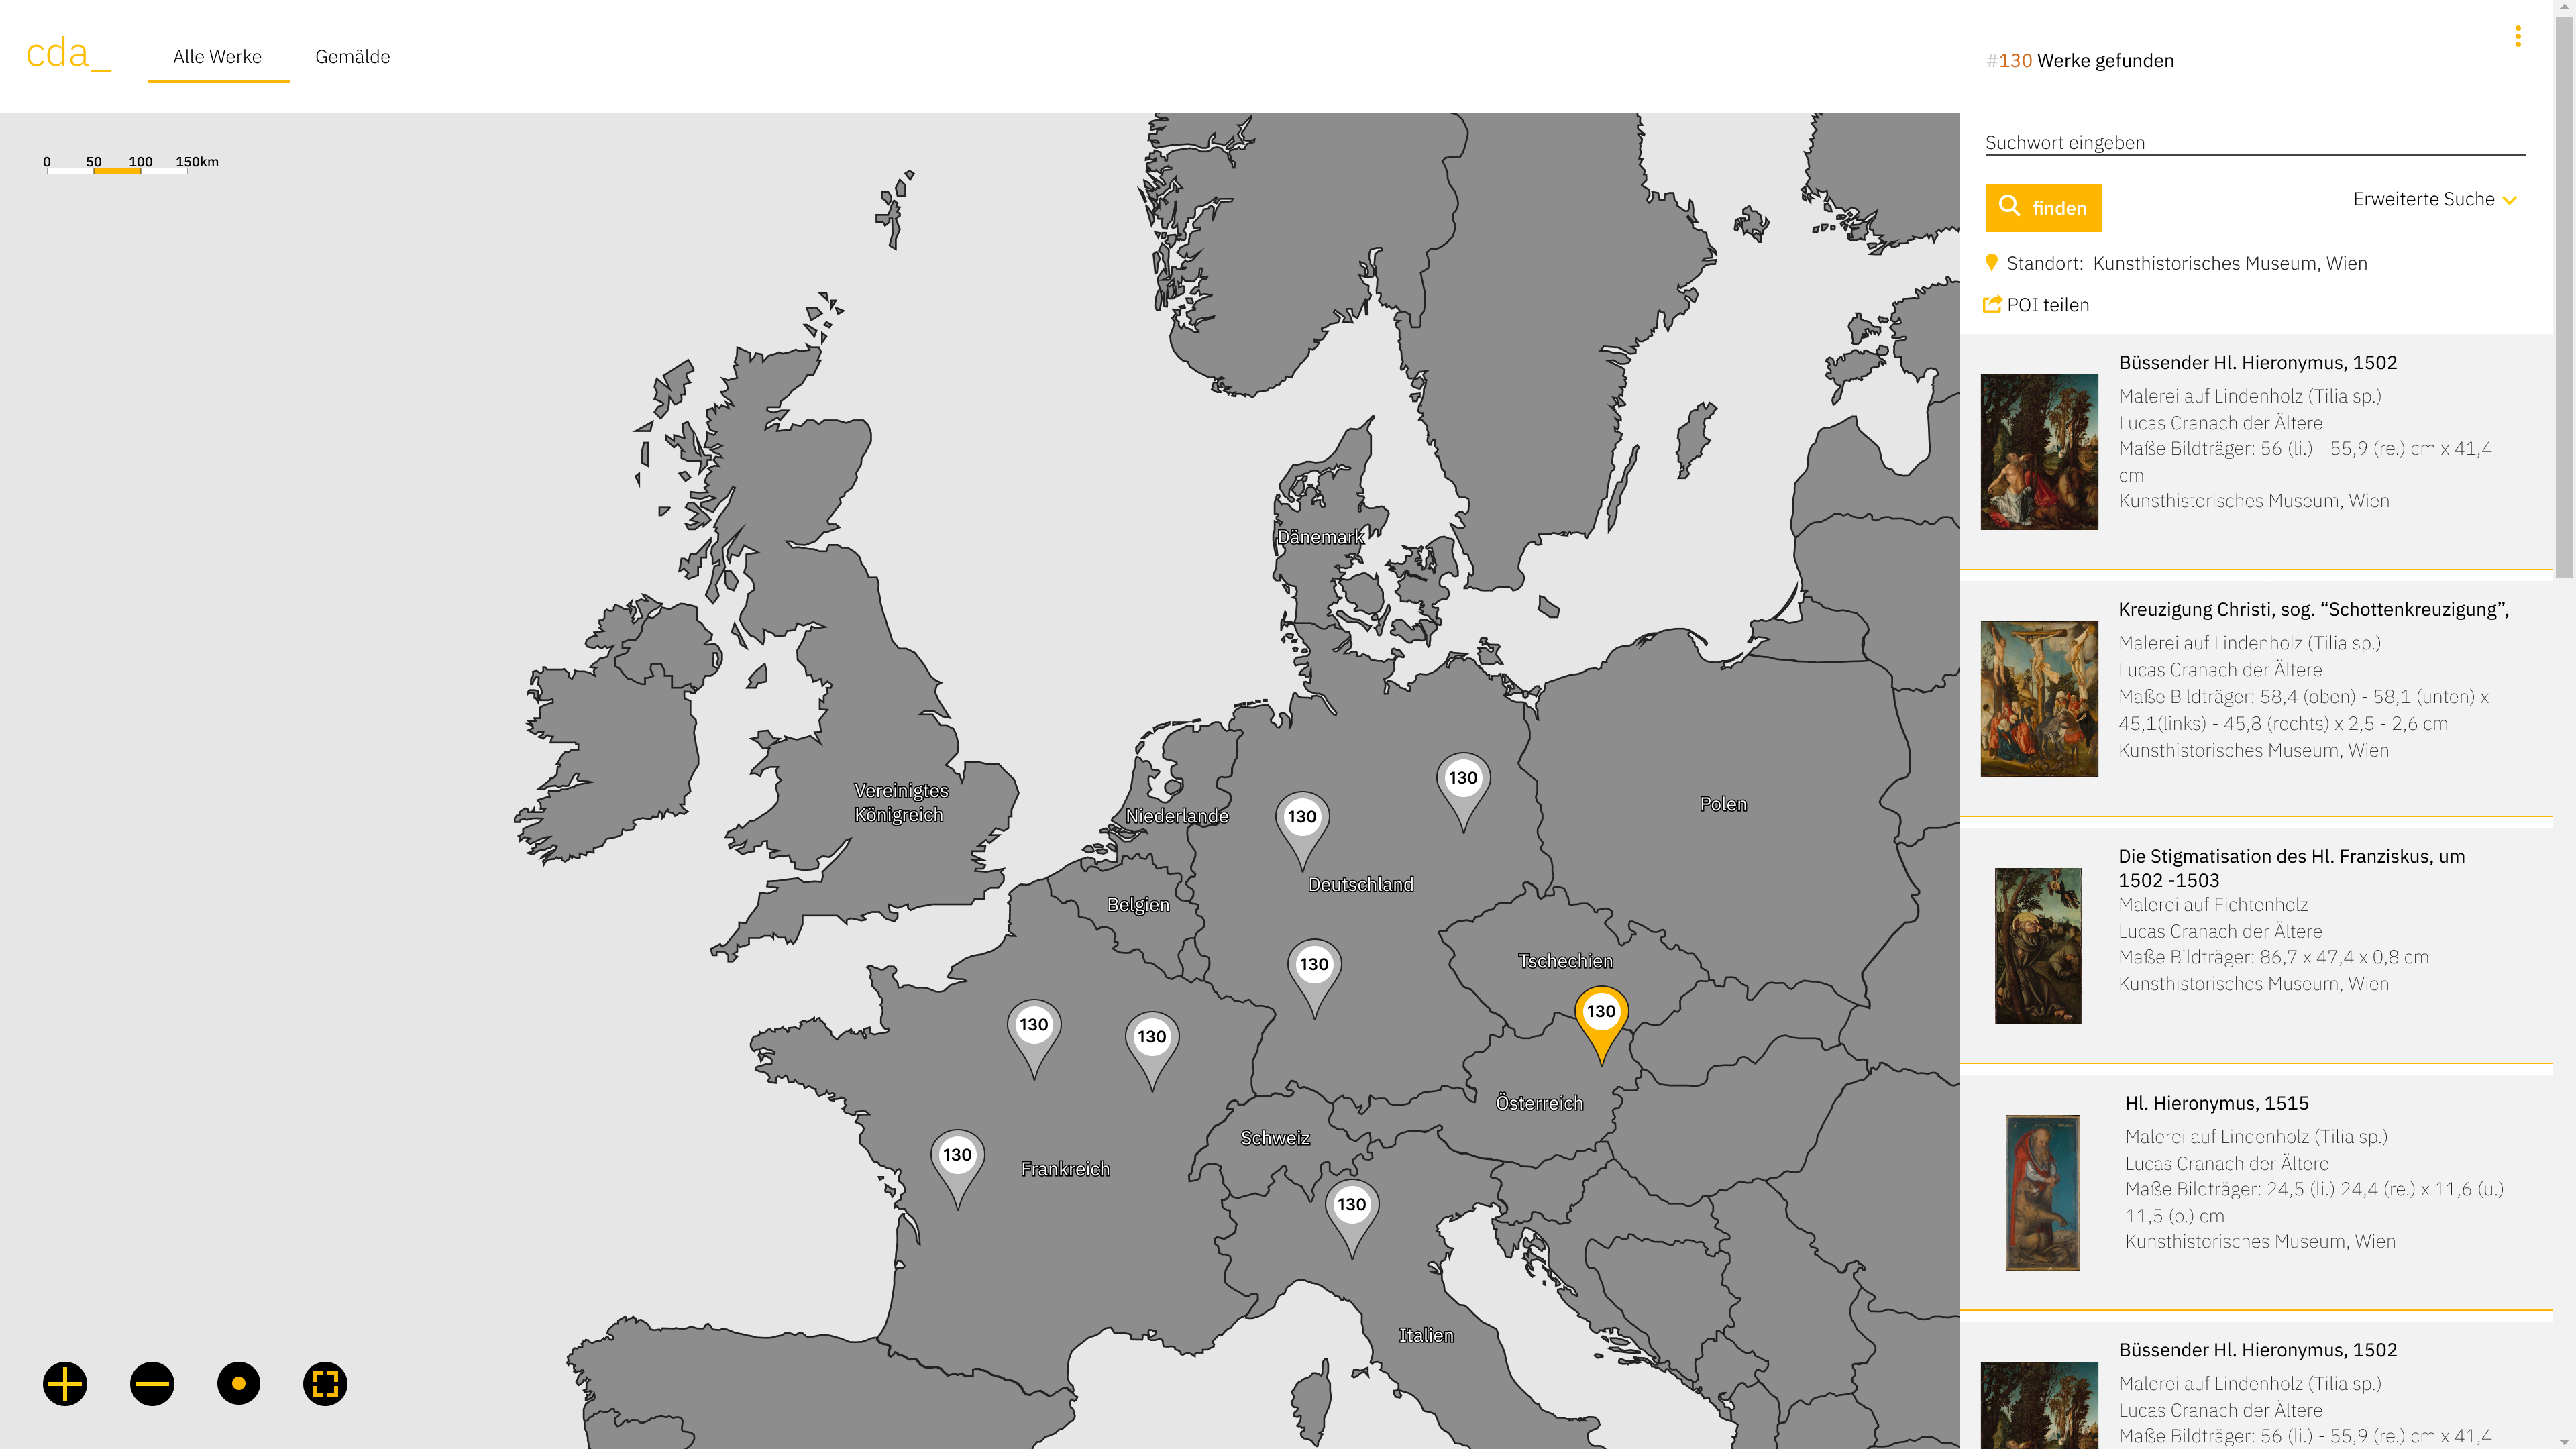 cda_
Alle Werke
Gemälde
#130 Werke gefunden
0 50 100 150km
Suchwort eingeben
finden
Erweiterte Suche
Standort: Kunsthistorisches Museum, Wien
POI teilen
Büssender Hl. Hieronymus, 1502
Malerei auf Lindenholz (Tilia sp.)
Lucas Cranach der Ältere
Maße Bildträger: 56 (li.) - 55,9 (re.) cm x 41,4
cm
Kunsthistorisches Museum, Wien
Kreuzigung Christi, sog. “Schottenkreuzigung”,
Malerei auf Lindenholz (Tilia sp.)
Lucas Cranach der Ältere
Maße Bildträger: 58,4 (oben) - 58,1 (unten) x
45,1(links) - 45,8 (rechts) x 2,5 - 2,6 cm
Kunsthistorisches Museum, Wien
Die Stigmatisation des Hl. Franziskus, um
1502 -1503
Malerei auf Fichtenholz
Lucas Cranach der Ältere
Maße Bildträger: 86,7 x 47,4 x 0,8 cm
Kunsthistorisches Museum, Wien
Hl. Hieronymus, 1515
Malerei auf Lindenholz (Tilia sp.)
Lucas Cranach der Ältere
Maße Bildträger: 24,5 (li.) 24,4 (re.) x 11,6 (u.)
11,5 (o.) cm
Kunsthistorisches Museum, Wien
Büssender Hl. Hieronymus, 1502
Malerei auf Lindenholz (Tilia sp.)
Lucas Cranach der Ältere
Maße Bildträger: 56 (li.) - 55,9 (re.) cm x 41,4
Dänemark
130
Vereinigtes
Königreich
Niederlande
130
Polen
Deutschland
Belgien
Tschechien
130
130
130
130
Österreich
Schweiz
130
Frankreich
130
Italien